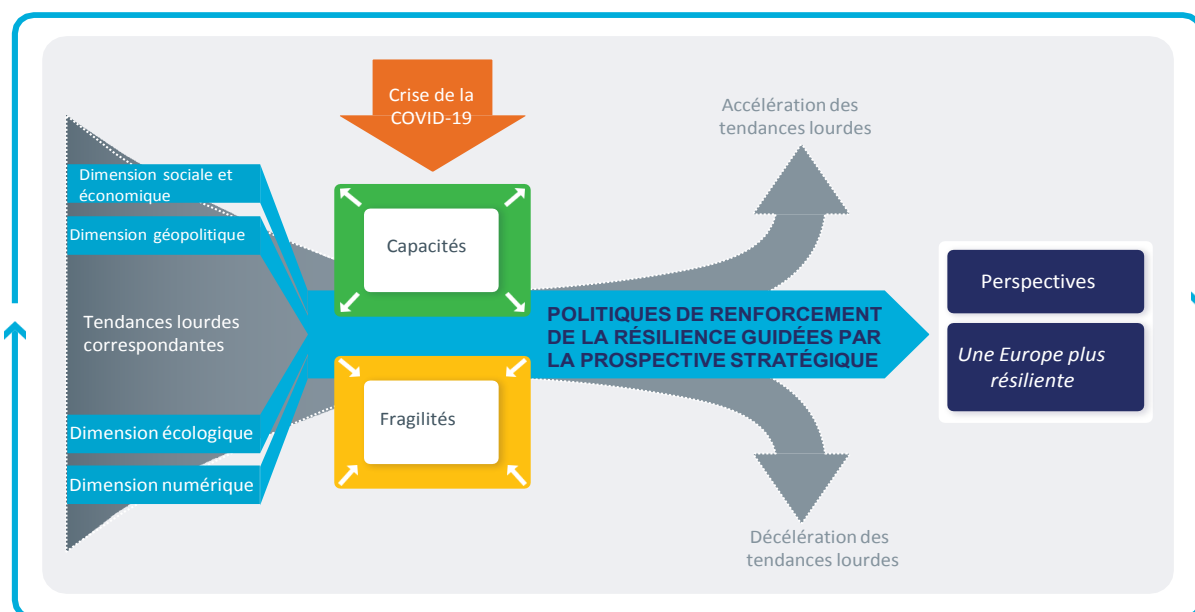 Crise de la
COVID-19
Accélération des
tendances lourdes
Dimension sociale et
économique
Dimension géopolitique
Tendances lourdes
correspondantes
Dimension écologique
Dimension numérique
Capacités
Fragilités
POLITIQUES DE RENFORCEMENT
DE LA RÉSILIENCE GUIDÉES PAR
LA PROSPECTIVE STRATÉGIQUE
Perspectives
Une Europe plus
résiliente
Décélération des
tendances lourdes